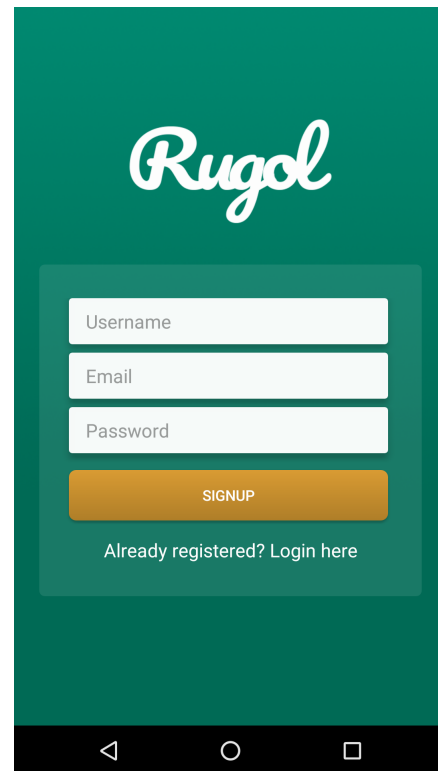 Rugol
Username
Email
Password
SIGNUP
Already registered? Login here